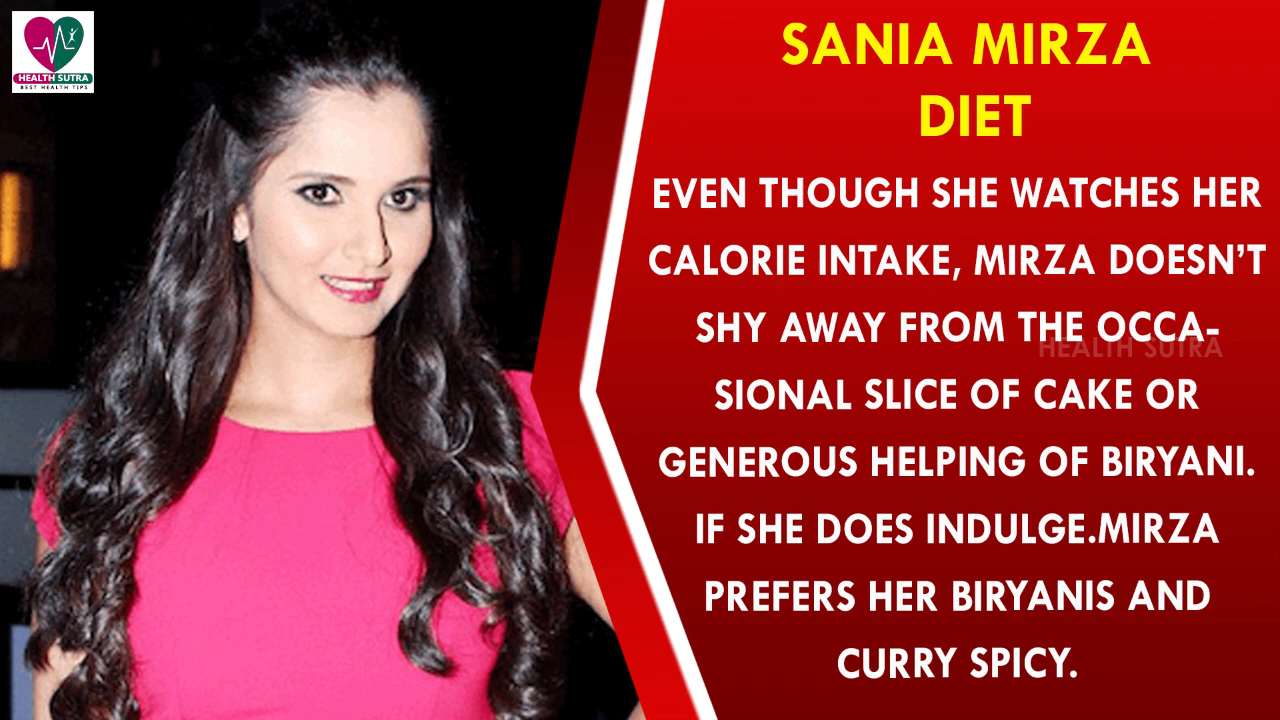 HEALTH SUTRA
BEST HEALTH TIPS
SANIA MIRZA
DIET
EVEN THOUGH SHE WATCHES HER
CALORIE INTAKE, MIRZA DOESN'T
SHY AWAY FROM THE OCCA-
HEALTH SUTRA
SIONAL SLICE OF CAKE OR
GENEROUS HELPING OF BIRYANI.
IF SHE DOES INDULGE.MIRZA
PREFERS HER BIRYANIS AND
CURRY SPICY.